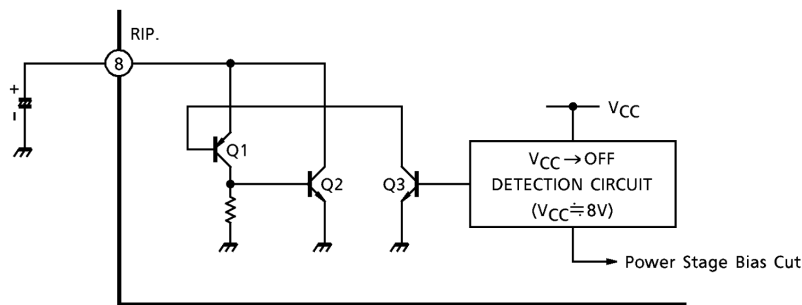 RIP.
8
+
-
VCC
Q1
Q2
Q3
VCC → OFF
DETECTION CIRCUIT
(VCC≒8V)
Power Stage Bias Cut